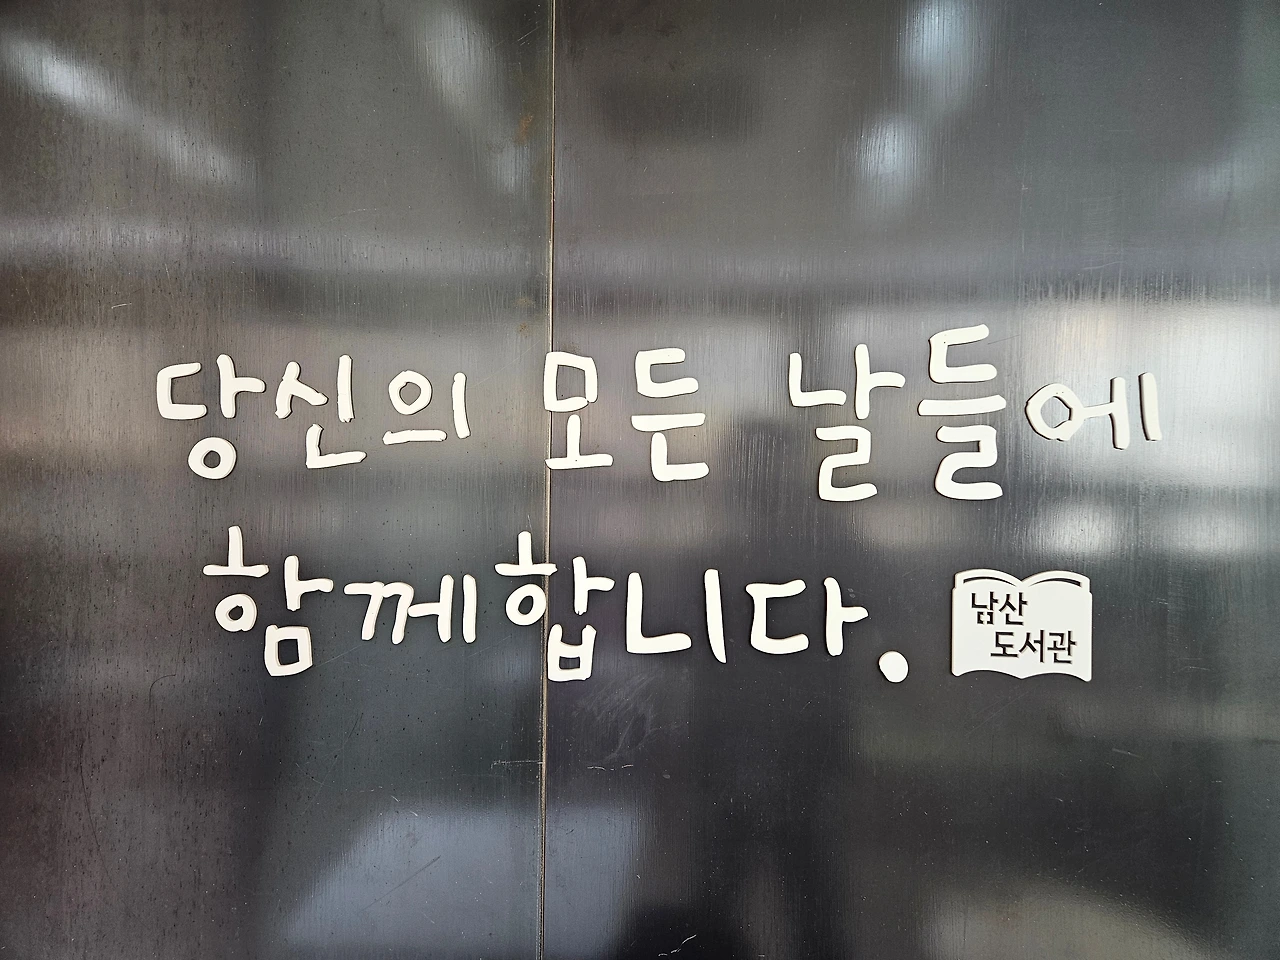 당신의 모든 날들에
함께합니다.
남산
도서관